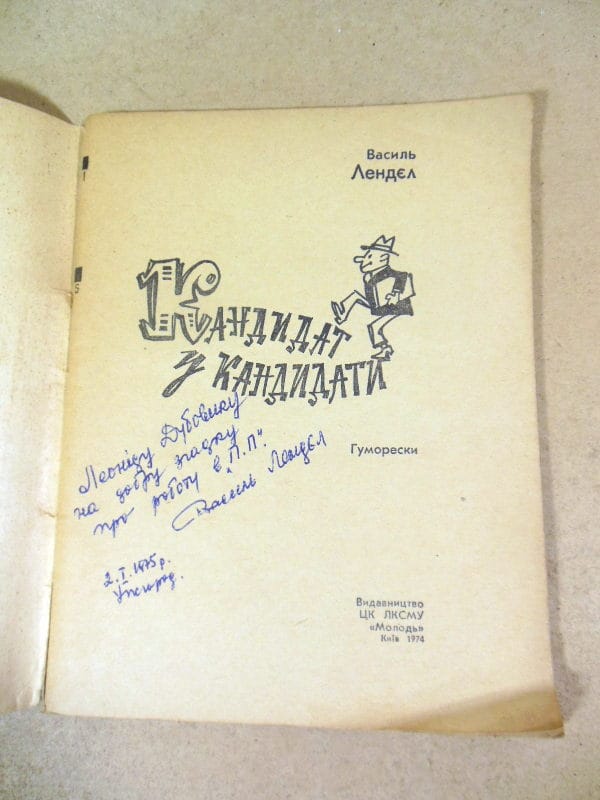 Василь
Лендєл
Кандидат
у кандидати
Леоніду Дубовику
на добру згадку
про роботу в „П.П“.
Василь Лендєл
2.I.1975 р.
Ужгород.
Гуморески
Видавництво
ЦК ЛКСМУ
«Молодь»
Київ 1974